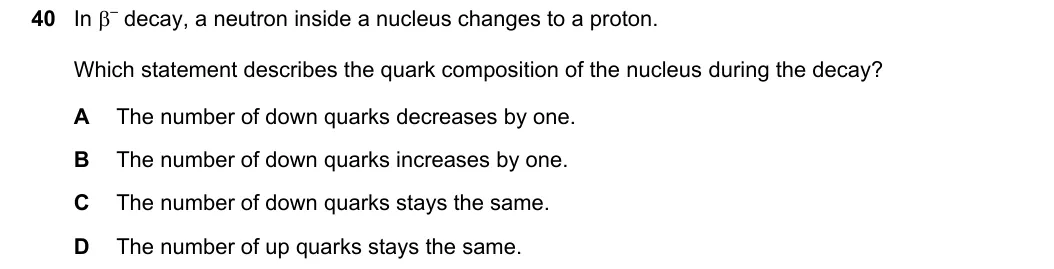 40 In β⁻ decay, a neutron inside a nucleus changes to a proton.
Which statement describes the quark composition of the nucleus during the decay?
A The number of down quarks decreases by one.
B The number of down quarks increases by one.
C The number of down quarks stays the same.
D The number of up quarks stays the same.